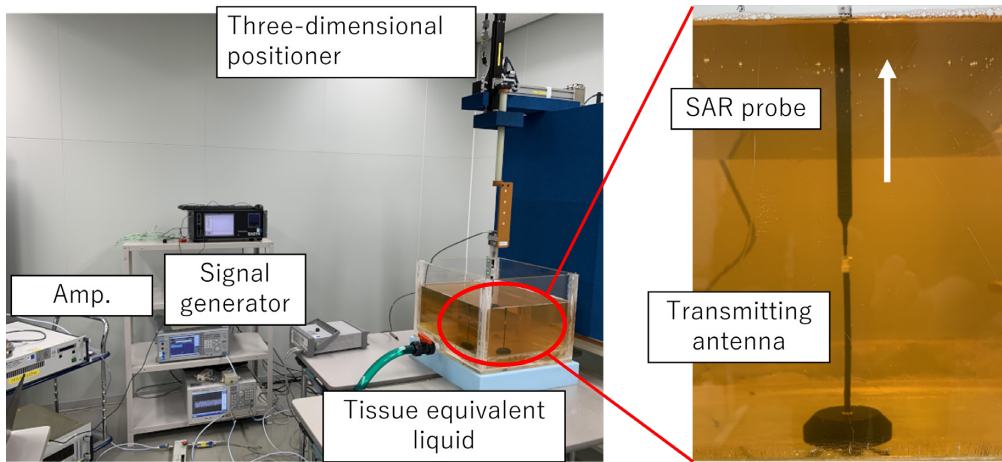 Three-dimensional
positioner
SAR probe
Signal
generator
Amp.
Transmitting
antenna
Tissue equivalent
liquid